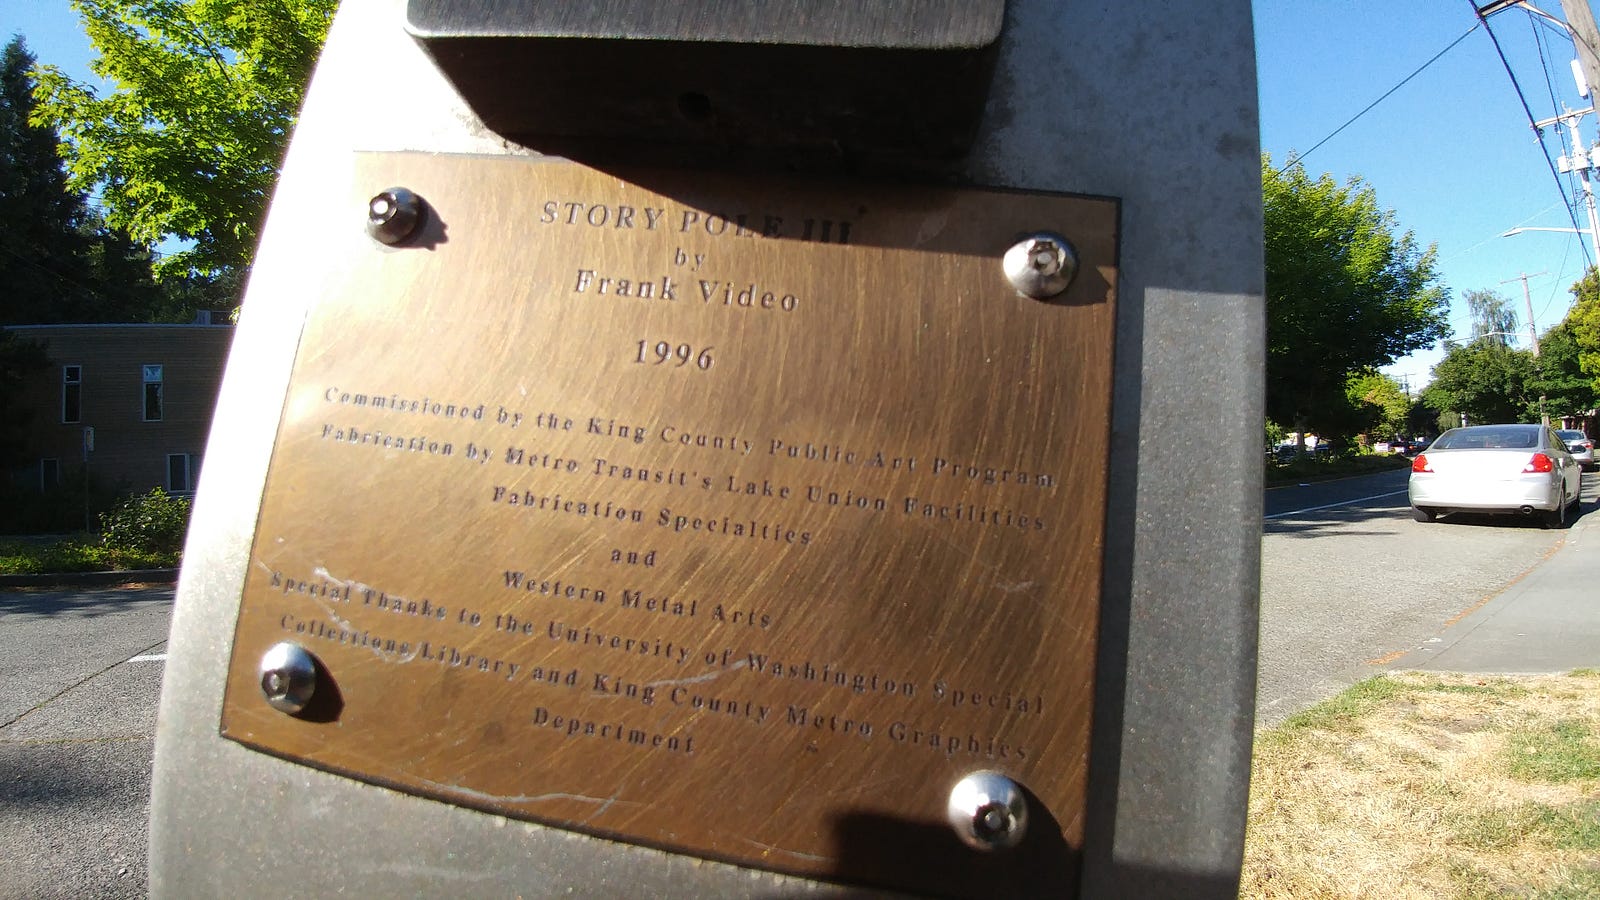 STORY POLE III
by
Frank Video
1996
Commissioned by the King County Public Art Program
Fabrication by Metro Transit's Lake Union Facilities
Fabrication Specialties
and
Western Metal Arts
Special Thanks to the University of Washington Special
Collections Library and King County Metro Graphics
Department